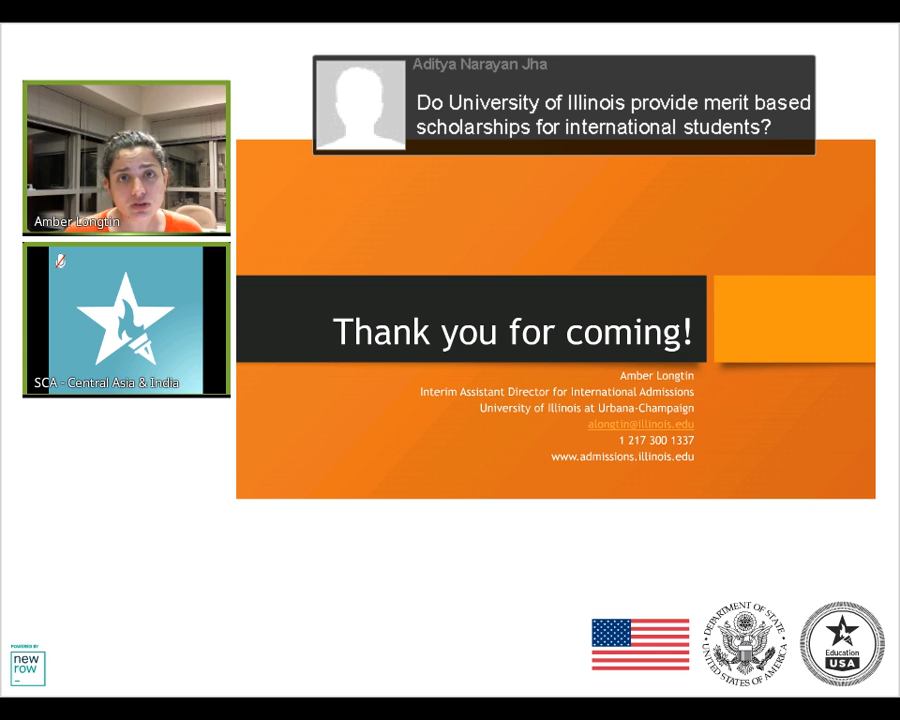 Aditya Narayan Jha
Do University of Illinois provide merit based
scholarships for international students?
Amber Longtin
SCA - Central Asia & India
Thank you for coming!
Amber Longtin
Interim Assistant Director for International Admissions
University of Illinois at Urbana-Champaign
alongtin@illinois.edu
1 217 300 1337
www.admissions.illinois.edu
POWERED BY
new
row
DEPARTMENT OF STATE
UNITED STATES OF AMERICA
Education
USA